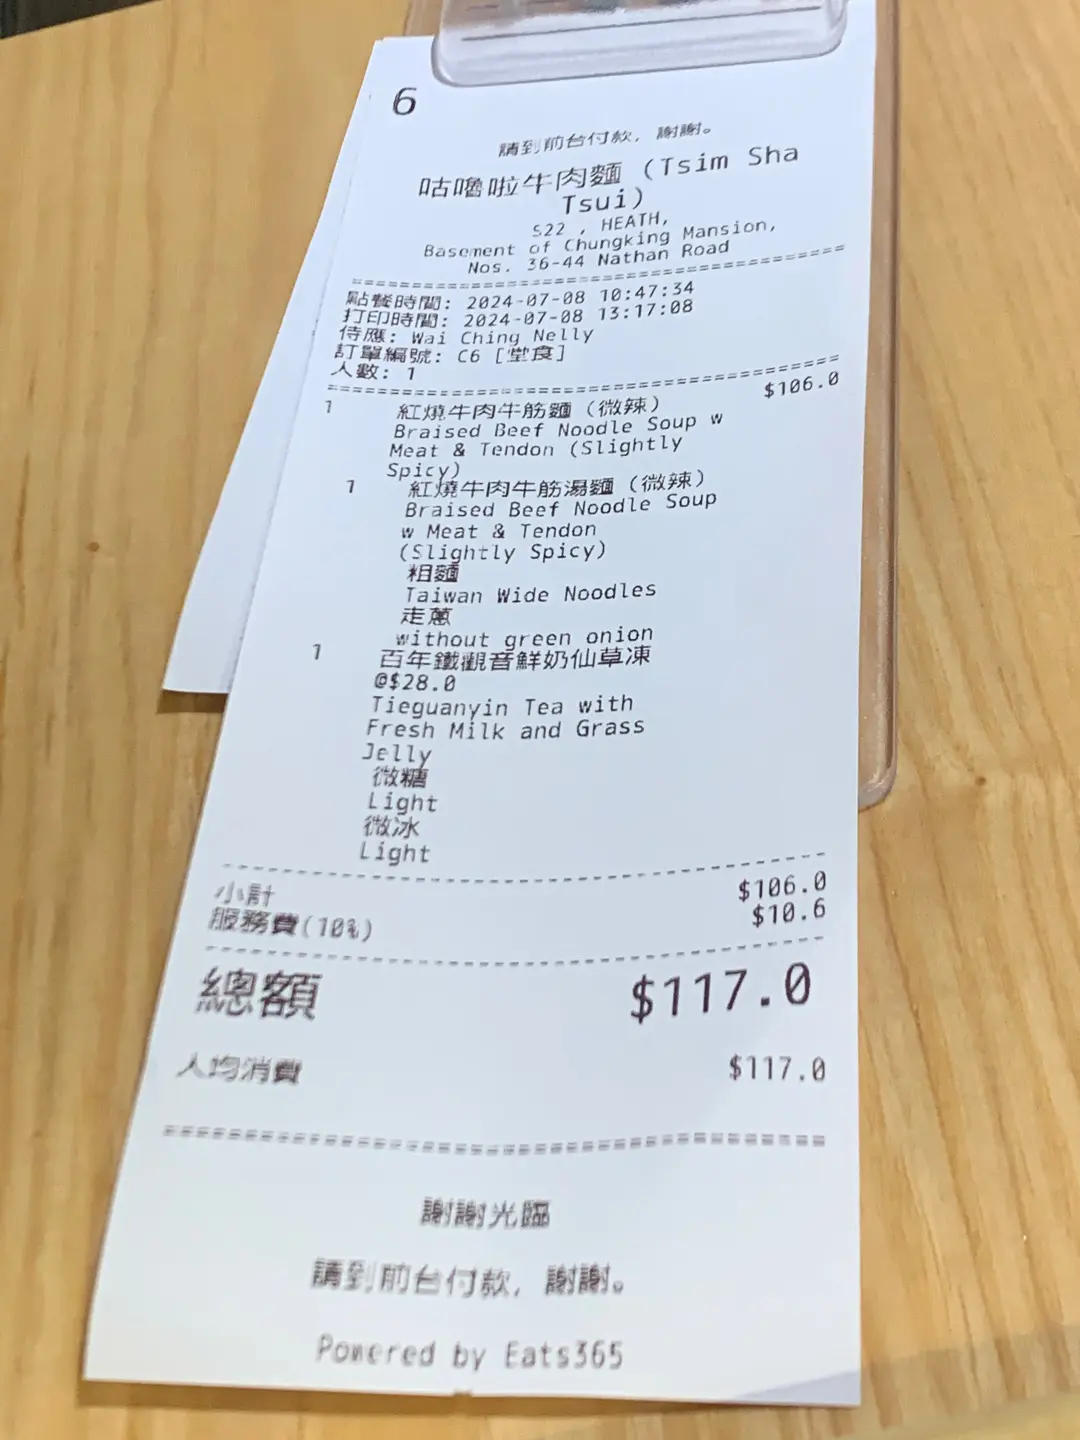 6
請到前台付款, 謝謝。
咕嚕啦牛肉麵 (Tsim Sha
Tsui)
S22 , HEATH,
Basement of Chungking Mansion,
Nos. 36-44 Nathan Road
點餐時間: 2024-07-08 10:47:34
打印時間: 2024-07-08 13:17:08
侍應: Wai Ching Nelly
訂單編號: C6 [堂食]
人數: 1
1 紅燒牛肉牛筋麵 (微辣) $106.0
Braised Beef Noodle Soup w
Meat & Tendon (Slightly
Spicy)
1 紅燒牛肉牛筋湯麵 (微辣)
Braised Beef Noodle Soup
w Meat & Tendon
(Slightly Spicy)
粗麵
Taiwan Wide Noodles
走蔥
without green onion
1 百年鐵觀音鮮奶仙草凍
@$28.0
Tieguanyin Tea with
Fresh Milk and Grass
Jelly
微糖
Light
微冰
Light
小計 $106.0
服務費(10%) $10.6
總額 $117.0
人均消費 $117.0
謝謝光臨
請到前台付款, 謝謝。
Powered by Eats365